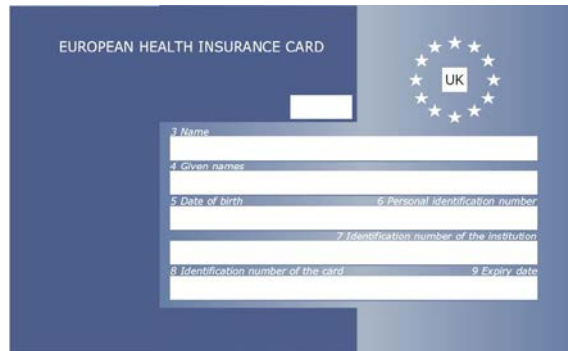 EUROPEAN HEALTH INSURANCE CARD
UK
3 Name
4 Given names
5 Date of birth 6 Personal identification number
7 Identification number of the institution
8 Identification number of the card 9 Expiry date